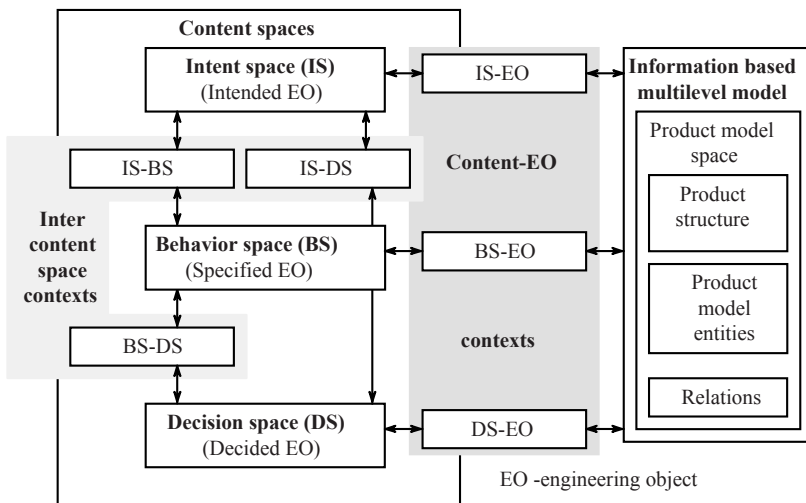 Content spaces
Intent space (IS)
(Intended EO)
IS-EO
Information based
multilevel model
Product model
space
IS-BS
IS-DS
Content-EO
Product
structure
Inter
content
space
contexts
Behavior space (BS)
(Specified EO)
BS-EO
Product
model
entities
BS-DS
contexts
Relations
Decision space (DS)
(Decided EO)
DS-EO
EO -engineering object